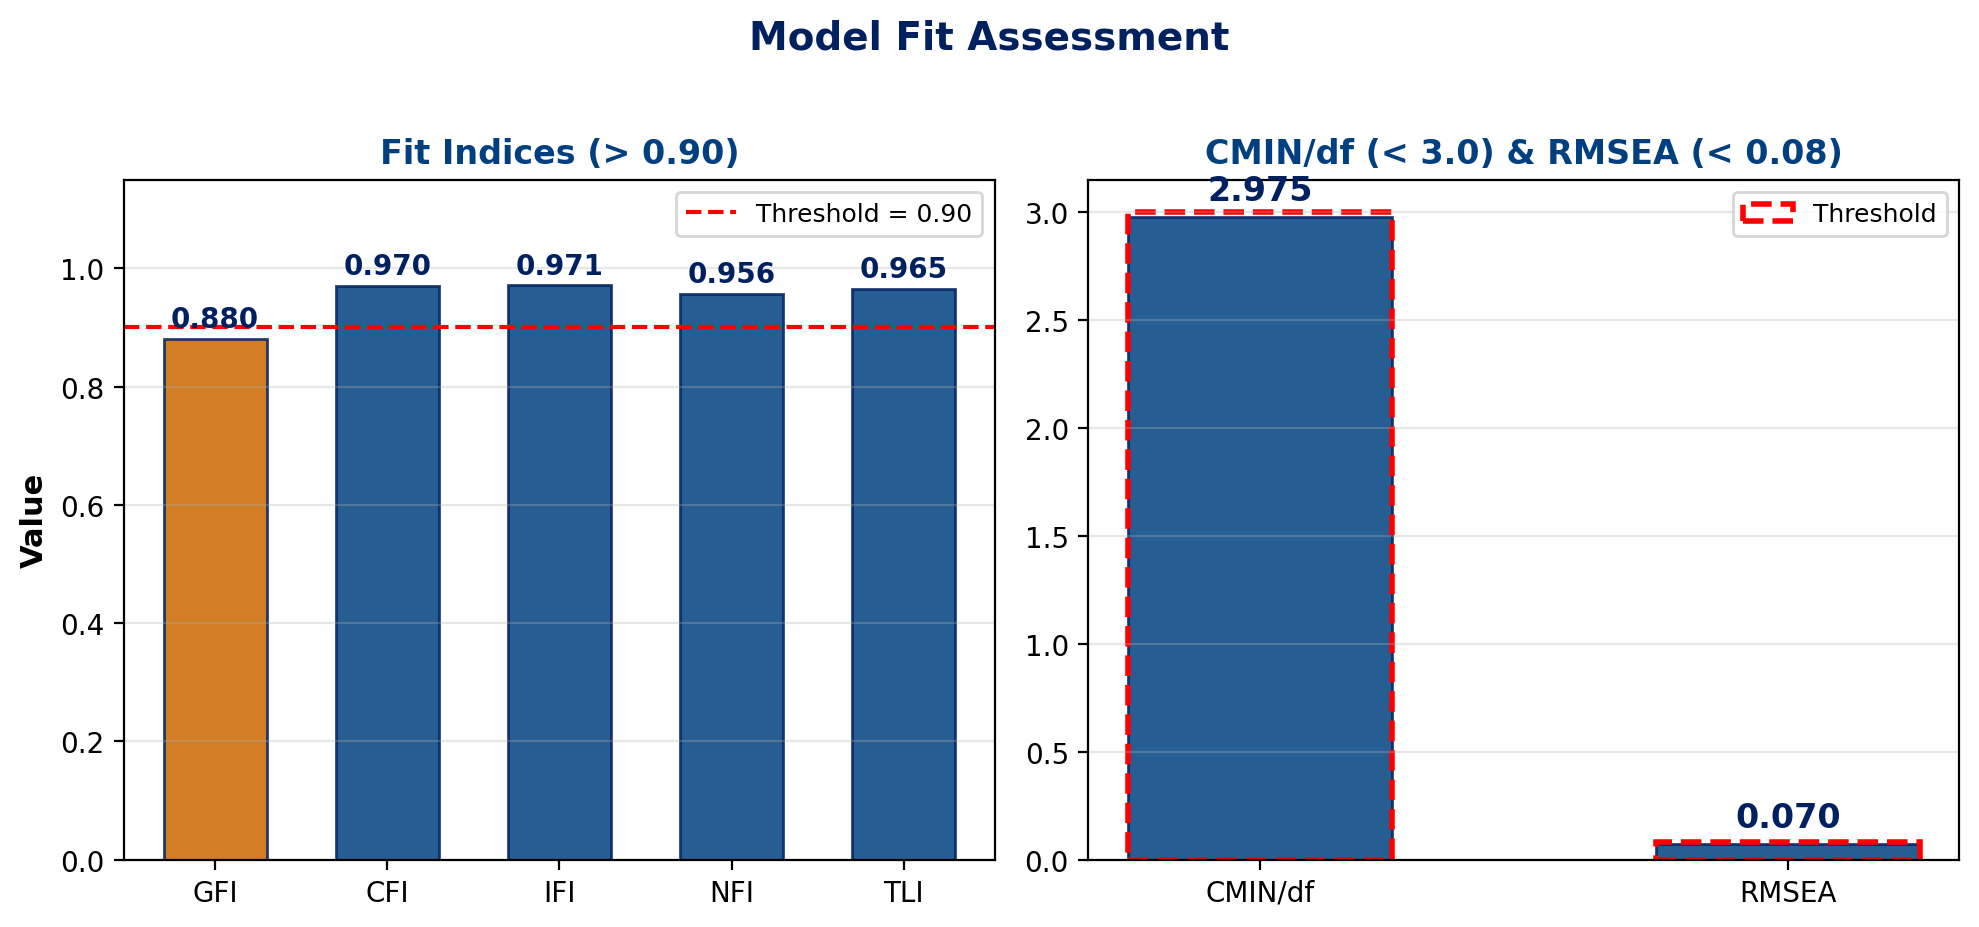 Model Fit Assessment
Fit Indices (> 0.90)
Threshold = 0.90
Value
1.0
0.8
0.6
0.4
0.2
0.0
0.880
0.970
0.971
0.956
0.965
GFI
CFI
IFI
NFI
TLI
CMIN/df (< 3.0) & RMSEA (< 0.08)
Threshold
3.0
2.5
2.0
1.5
1.0
0.5
0.0
2.975
0.070
CMIN/df
RMSEA